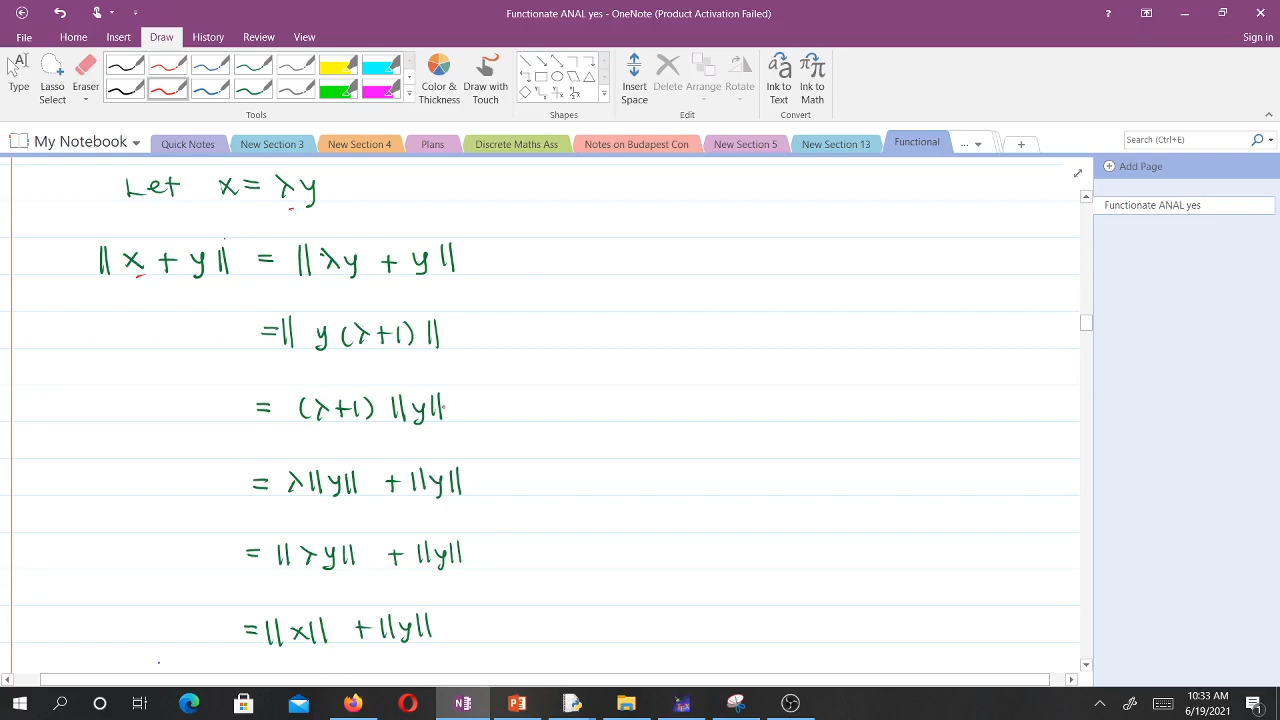 Functionate ANAL yes - OneNote (Product Activation Failed)
File Home Insert Draw History Review View
Sign in
Type
Lasso Select
Eraser
Color & Thickness
Draw with Touch
Insert Space
Delete
Arrange
Rotate
Ink to Text
Ink to Math
Tools
Shapes
Edit
Convert
My Notebook
Quick Notes
New Section 3
New Section 4
Plans
Discrete Maths Ass
Notes on Budapest Con
New Section 5
New Section 13
Functional
...
Search (Ctrl+E)
Add Page
Functionate ANAL yes
Let x = λy
||x + y|| = ||λy + y||
= || y (λ+1) ||
= (λ+1) ||y||
= λ||y|| + ||y||
= ||λy|| + ||y||
= ||x|| + ||y||
10:33 AM
6/19/2021